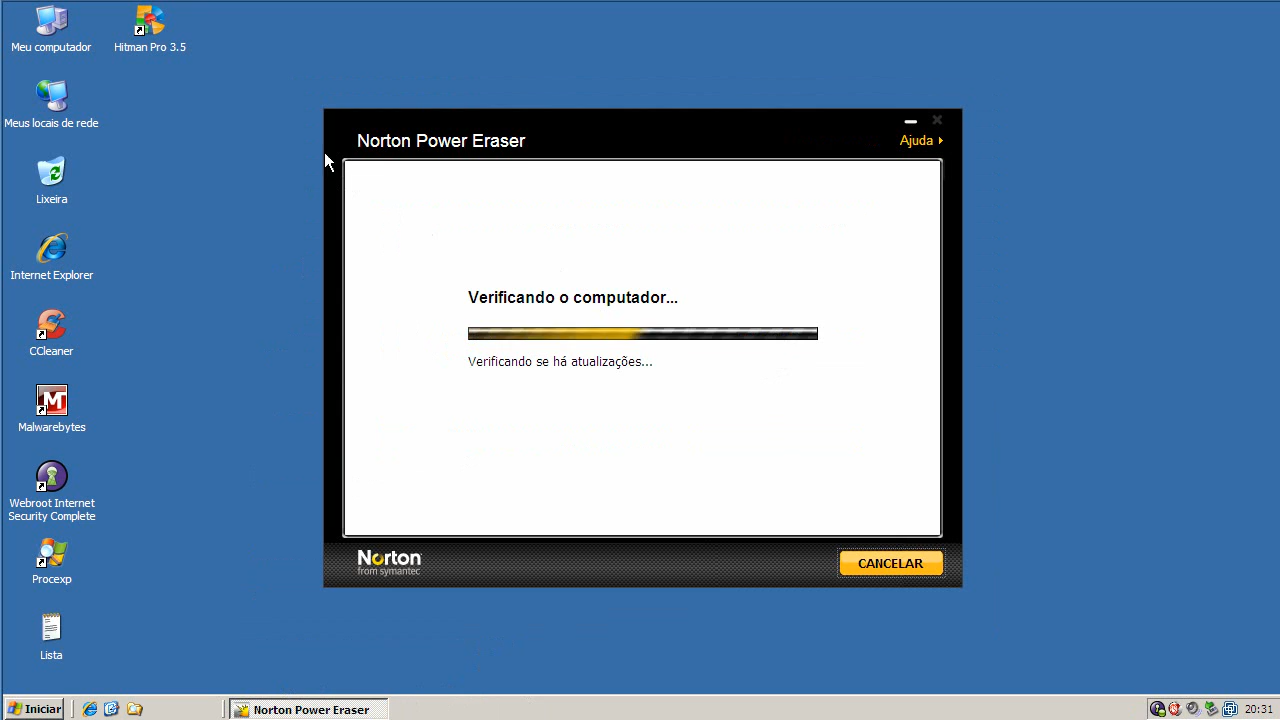 Meu computador
Hitman Pro 3.5
Meus locais de rede
Lixeira
Internet Explorer
CCleaner
Malwarebytes
Webroot Internet
Security Complete
Procexp
Lista
Norton Power Eraser
Ajuda
Verificando o computador...
Verificando se há atualizações...
Norton
from symantec
CANCELAR
Iniciar
Norton Power Eraser
20:31